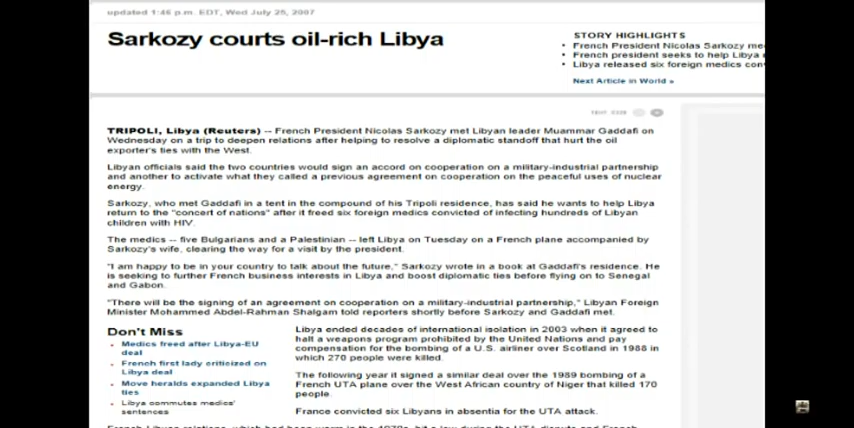 updated 1:46 p.m. EDT, Wed July 25, 2007
Sarkozy courts oil-rich Libya
STORY HIGHLIGHTS
• French President Nicolas Sarkozy me
• French president seeks to help Libya
• Libya released six foreign medics con
Next Article in World »
TEXT SIZE
TRIPOLI, Libya (Reuters) -- French President Nicolas Sarkozy met Libyan leader Muammar Gaddafi on
Wednesday on a trip to deepen relations after helping to resolve a diplomatic standoff that hurt the oil
exporter's ties with the West.
Libyan officials said the two countries would sign an accord on cooperation on a military-industrial partnership
and another to activate what they called a previous agreement on cooperation on the peaceful uses of nuclear
energy.
Sarkozy, who met Gaddafi in a tent in the compound of his Tripoli residence, has said he wants to help Libya
return to the "concert of nations" after it freed six foreign medics convicted of infecting hundreds of Libyan
children with HIV.
The medics -- five Bulgarians and a Palestinian -- left Libya on Tuesday on a French plane accompanied by
Sarkozy's wife, clearing the way for a visit by the president.
"I am happy to be in your country to talk about the future," Sarkozy wrote in a book at Gaddafi's residence. He
is seeking to further French business interests in Libya and boost diplomatic ties before flying on to Senegal
and Gabon.
"There will be the signing of an agreement on cooperation on a military-industrial partnership," Libyan Foreign
Minister Mohammed Abdel-Rahman Shalgam told reporters shortly before Sarkozy and Gaddafi met.
Don't Miss
• Medics freed after Libya-EU
deal
• French first lady criticized on
Libya deal
• Move heralds expanded Libya
ties
• Libya commutes medics'
sentences
Libya ended decades of international isolation in 2003 when it agreed to
halt a weapons program prohibited by the United Nations and pay
compensation for the bombing of a U.S. airliner over Scotland in 1988 in
which 270 people were killed.
The following year it signed a similar deal over the 1989 bombing of a
French UTA plane over the West African country of Niger that killed 170
people.
France convicted six Libyans in absentia for the UTA attack.